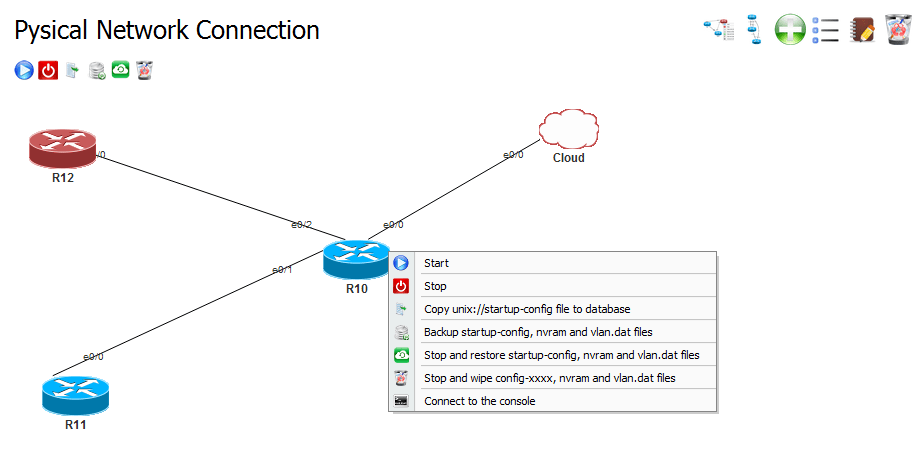 Pysical Network Connection
/0
R12
e0/0
Cloud
e0/2
e0/0
R10
e0/1
e0/0
R11
Start
Stop
Copy unix://startup-config file to database
Backup startup-config, nvram and vlan.dat files
Stop and restore startup-config, nvram and vlan.dat files
Stop and wipe config-xxxx, nvram and vlan.dat files
Connect to the console